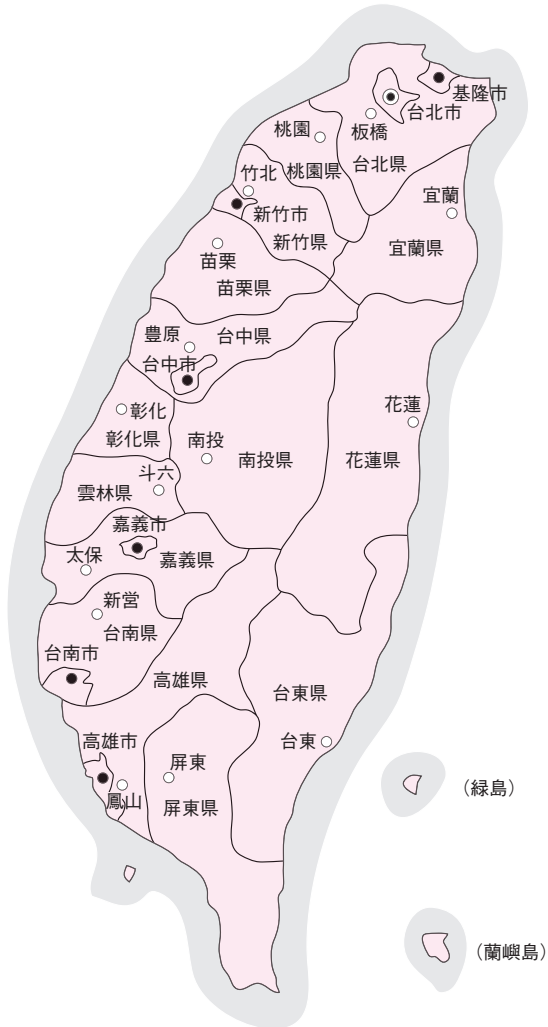 基隆市
台北市
板橋
桃園
台北県
桃園県
竹北
宜蘭
新竹市
新竹県
宜蘭県
苗栗
苗栗県
豊原
台中県
台中市
花蓮
彰化
彰化県
南投
南投県
花蓮県
斗六
雲林県
嘉義市
太保
嘉義県
新営
台南県
台南市
高雄県
台東県
高雄市
台東
屏東
鳳山
屏東県
（緑島）
（蘭嶼島）